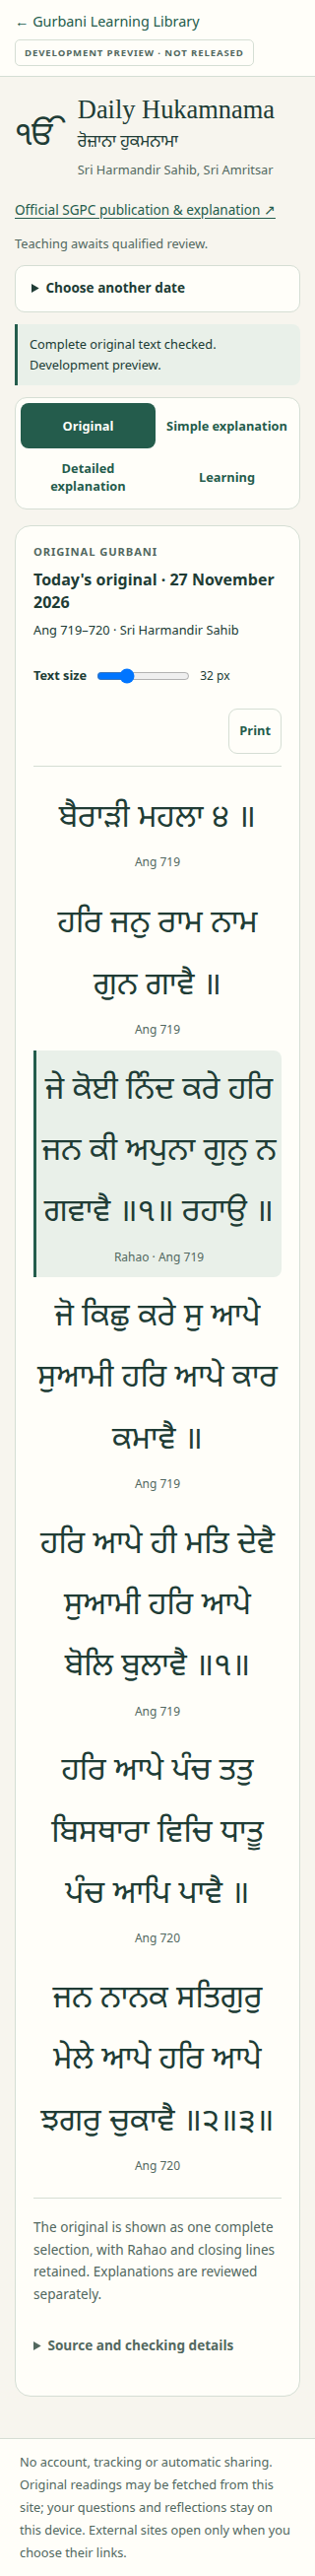 ← Gurbani Learning Library
DEVELOPMENT PREVIEW · NOT RELEASED
ੴ
Daily Hukamnama
ਰੋਜ਼ਾਨਾ ਹੁਕਮਨਾਮਾ
Sri Harmandir Sahib, Sri Amritsar
Official SGPC publication & explanation ↗
Teaching awaits qualified review.
▶ Choose another date
Complete original text checked.
Development preview.
Original
Simple explanation
Detailed
explanation
Learning
ORIGINAL GURBANI
Today's original · 27 November
2026
Ang 719–720 · Sri Harmandir Sahib
Text size 32 px
Print
ਬੈਰਾੜੀ ਮਹਲਾ ੪ ॥
Ang 719
ਹਰਿ ਜਨੁ ਰਾਮ ਨਾਮ
ਗੁਨ ਗਾਵੈ ॥
Ang 719
ਜੇ ਕੋਈ ਨਿੰਦ ਕਰੇ ਹਰਿ
ਜਨ ਕੀ ਅਪੁਨਾ ਗੁਨੁ ਨ
ਗਵਾਵੈ ॥੧॥ ਰਹਾਉ ॥
Rahao · Ang 719
ਜੋ ਕਿਛੁ ਕਰੇ ਸੁ ਆਪੇ
ਸੁਆਮੀ ਹਰਿ ਆਪੇ ਕਾਰ
ਕਮਾਵੈ ॥
Ang 719
ਹਰਿ ਆਪੇ ਹੀ ਮਤਿ ਦੇਵੈ
ਸੁਆਮੀ ਹਰਿ ਆਪੇ
ਬੋਲਿ ਬੁਲਾਵੈ ॥੧॥
Ang 719
ਹਰਿ ਆਪੇ ਪੰਚ ਤਤੁ
ਬਿਸਥਾਰਾ ਵਿਚਿ ਧਾਤੂ
ਪੰਚ ਆਪਿ ਪਾਵੈ ॥
Ang 720
ਜਨ ਨਾਨਕ ਸਤਿਗੁਰੁ
ਮੇਲੇ ਆਪੇ ਹਰਿ ਆਪੇ
ਝਗਰੁ ਚੁਕਾਵੈ ॥੨॥੩॥
Ang 720
The original is shown as one complete
selection, with Rahao and closing lines
retained. Explanations are reviewed
separately.
▶ Source and checking details
No account, tracking or automatic sharing.
Original readings may be fetched from this
site; your questions and reflections stay on
this device. External sites open only when you
choose their links.